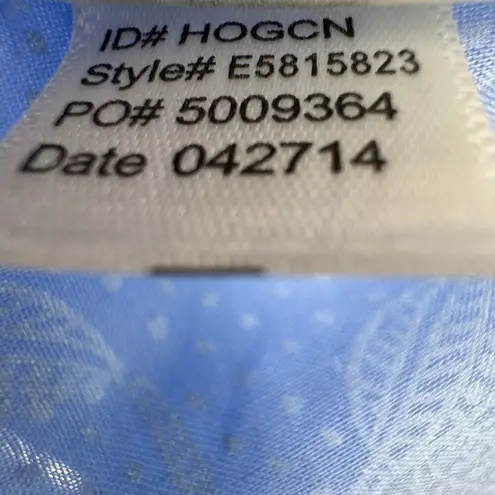 ID# HOGCN
Style# E5815823
PO# 5009364
Date 042714